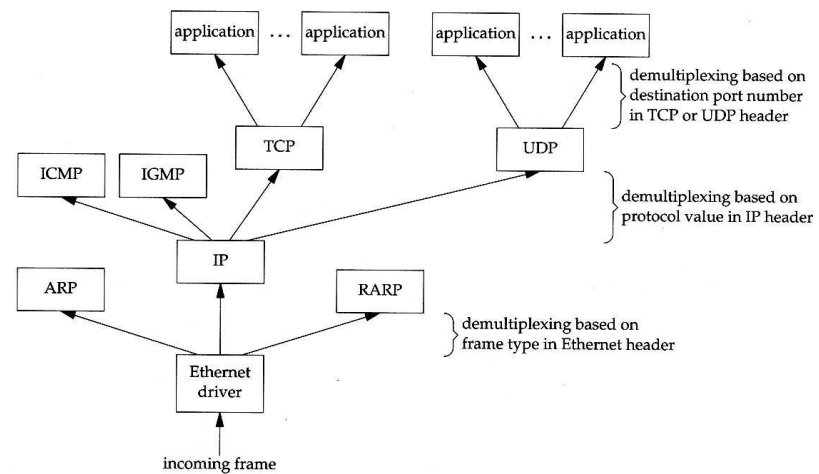 application ... application
application ... application
demultiplexing based on
destination port number
in TCP or UDP header
TCP
UDP
ICMP
IGMP
demultiplexing based on
protocol value in IP header
IP
ARP
RARP
demultiplexing based on
frame type in Ethernet header
Ethernet
driver
incoming frame